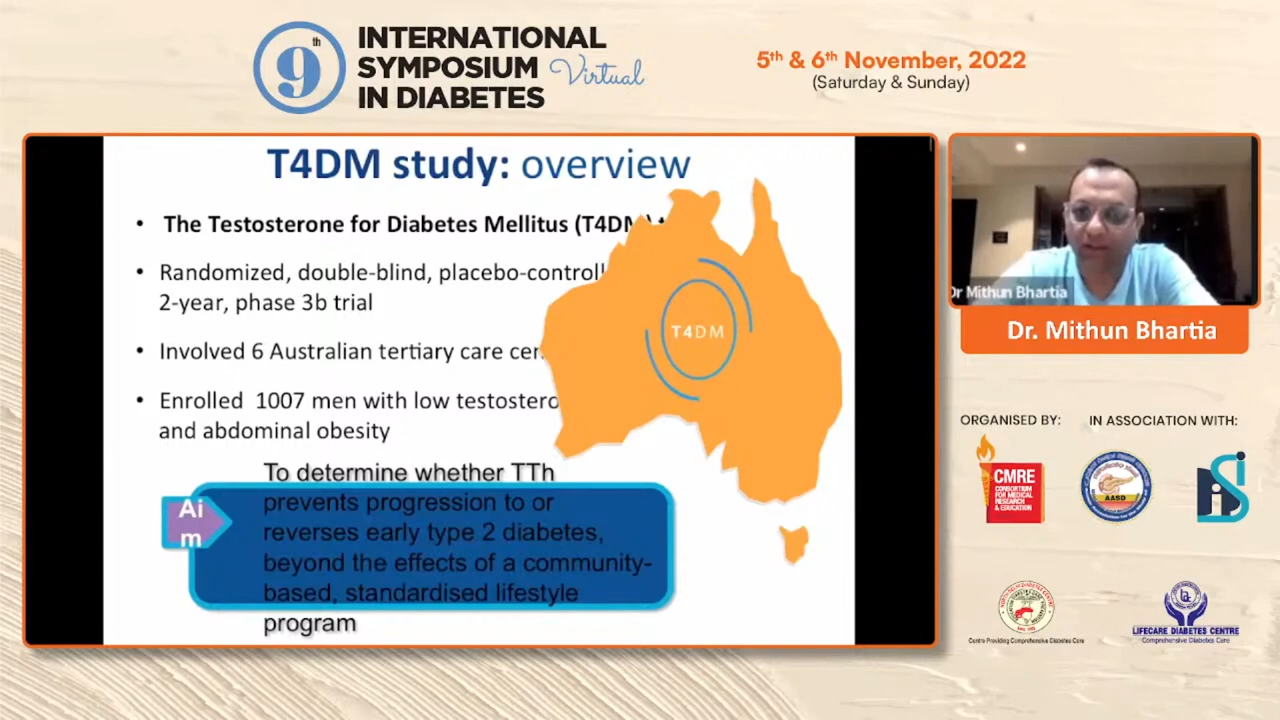 9th
INTERNATIONAL
SYMPOSIUM Virtual
IN DIABETES
5th & 6th November, 2022
(Saturday & Sunday)
T4DM study: overview
• The Testosterone for Diabetes Mellitus (T4DM) t
• Randomized, double-blind, placebo-controll
2-year, phase 3b trial
• Involved 6 Australian tertiary care cen
• Enrolled 1007 men with low testostero
and abdominal obesity
T4DM
Ai
m
To determine whether TTh
prevents progression to or
reverses early type 2 diabetes,
beyond the effects of a community-
based, standardised lifestyle
program
Dr Mithun Bhartia
Dr. Mithun Bhartia
ORGANISED BY:
IN ASSOCIATION WITH:
CMRE
CONSORTIUM
FOR MEDICAL
RESEARCH
& EDUCATION
AASD
Centre Providing Comprehensive Diabetes Care
LIFECARE DIABETES CENTRE
Comprehensive Diabetes Care